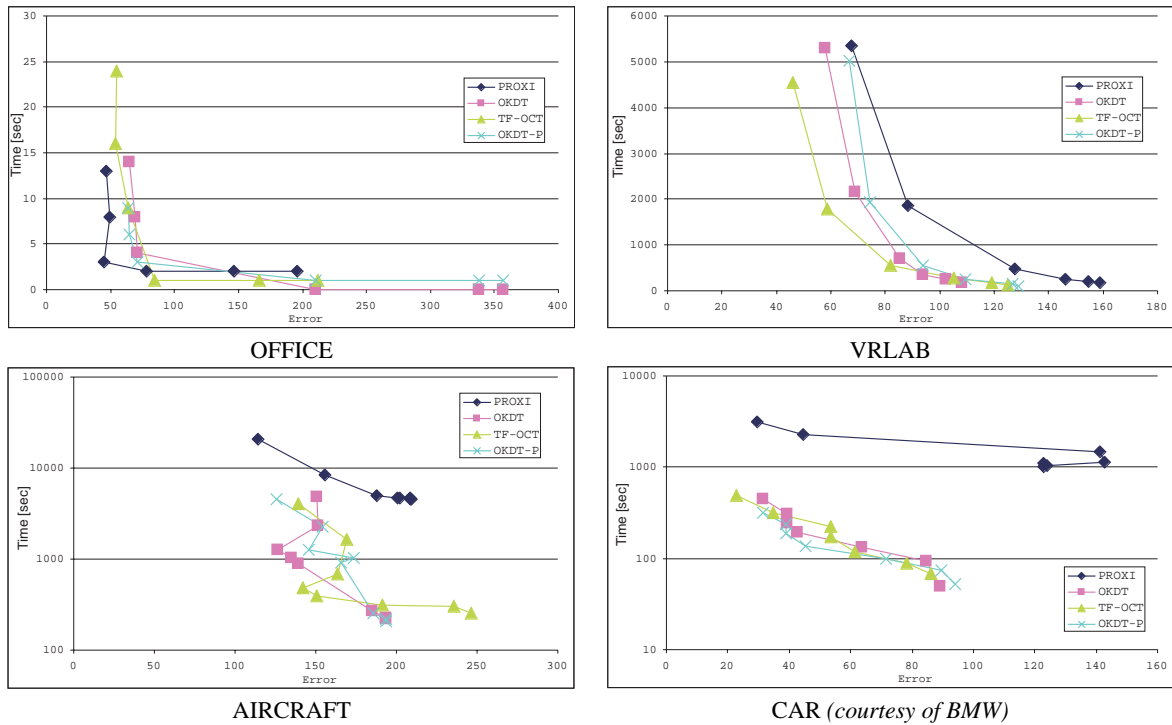 30
25
20
15
10
5
0
Time [sec]
0 50 100 150 200 250 300 350 400
Error
PROXI
OKDT
TF-OCT
OKDT-P
OFFICE
6000
5000
4000
3000
2000
1000
0
Time [sec]
0 20 40 60 80 100 120 140 160 180
Error
PROXI
OKDT
TF-OCT
OKDT-P
VRLAB
100000
10000
1000
100
Time [sec]
0 50 100 150 200 250 300
Error
PROXI
OKDT
TF-OCT
OKDT-P
AIRCRAFT
10000
1000
100
10
Time [sec]
0 20 40 60 80 100 120 140 160
Error
PROXI
OKDT
TF-OCT
OKDT-P
CAR (courtesy of BMW)